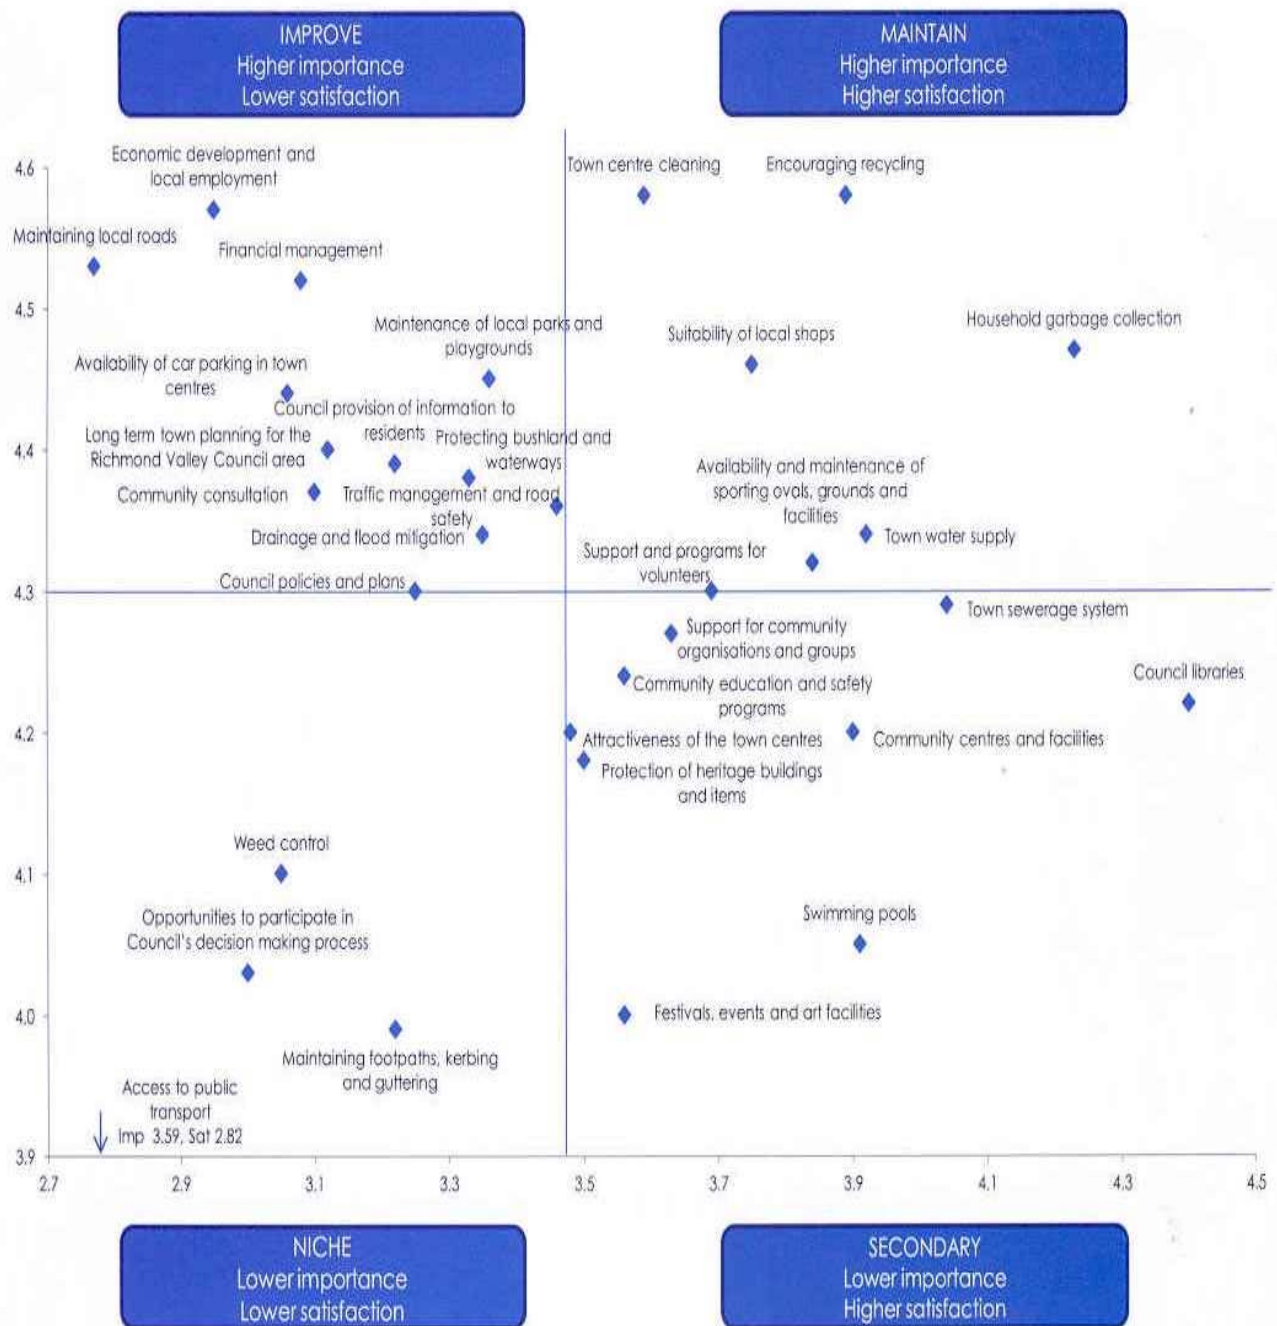 IMPROVE
Higher importance
Lower satisfaction
MAINTAIN
Higher importance
Higher satisfaction
Economic development and
local employment
Town centre cleaning
Encouraging recycling
4.6
Maintaining local roads
Financial management
4.5
Maintenance of local parks and
playgrounds
Suitability of local shops
Household garbage collection
Availability of car parking in town
centres
Council provision of information to
residents
Long term town planning for the
Richmond Valley Council area
Protecting bushland and
waterways
4.4
Availability and maintenance of
sporting ovals, grounds and
facilities
Community consultation
Traffic management and road
safety
Drainage and flood mitigation
Town water supply
Support and programs for
volunteers
Council policies and plans
4.3
Town sewerage system
Support for community
organisations and groups
Council libraries
Community education and safety
programs
4.2
Attractiveness of the town centres
Community centres and facilities
Protection of heritage buildings
and items
Weed control
4.1
Opportunities to participate in
Council's decision making process
Swimming pools
4.0
Festivals, events and art facilities
Maintaining footpaths, kerbing
and guttering
Access to public
transport
Imp 3.59, Sat 2.82
3.9
2.7 2.9 3.1 3.3 3.5 3.7 3.9 4.1 4.3 4.5
NICHE
Lower importance
Lower satisfaction
SECONDARY
Lower importance
Higher satisfaction